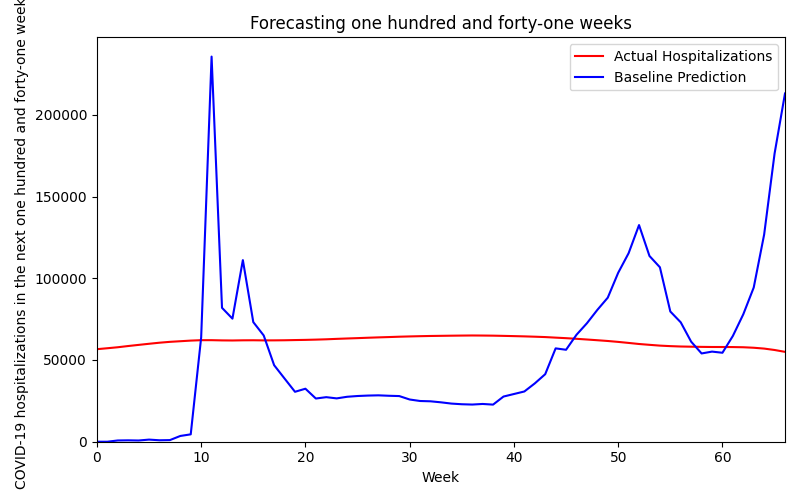 Forecasting one hundred and forty-one weeks
COVID-19 hospitalizations in the next one hundred and forty-one week
200000
150000
100000
50000
0
Actual Hospitalizations
Baseline Prediction
0 10 20 30 40 50 60
Week